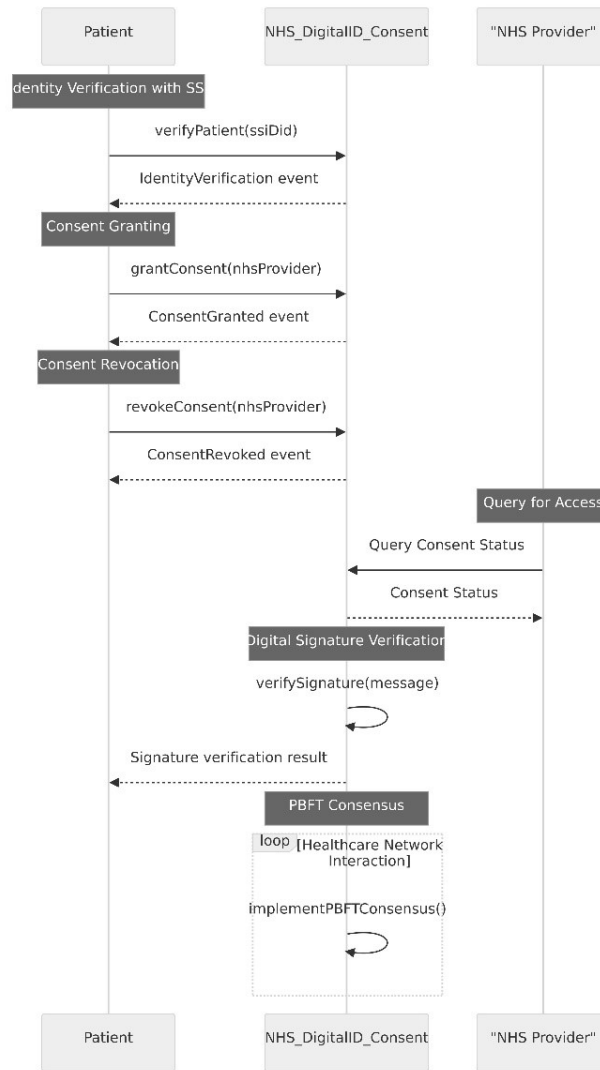 Patient
NHS_DigitalID_Consent
"NHS Provider"
dentity Verification with SS
verifyPatient(ssiDid)
IdentityVerification event
Consent Granting
grantConsent(nhsProvider)
ConsentGranted event
Consent Revocation
revokeConsent(nhsProvider)
ConsentRevoked event
Query for Access
Query Consent Status
Consent Status
Digital Signature Verification
verifySignature(message)
Signature verification result
PBFT Consensus
loop
[Healthcare Network
Interaction]
implementPBFTConsensus()
Patient
NHS_DigitalID_Consent
"NHS Provider"